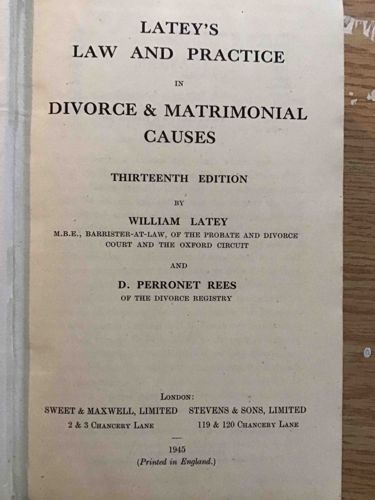 LATEY'S
LAW AND PRACTICE
IN
DIVORCE & MATRIMONIAL
CAUSES
THIRTEENTH EDITION
BY
WILLIAM LATEY
M.B.E., BARRISTER-AT-LAW, OF THE PROBATE AND DIVORCE
COURT AND THE OXFORD CIRCUIT
AND
D. PERRONET REES
OF THE DIVORCE REGISTRY
LONDON:
SWEET & MAXWELL, LIMITED STEVENS & SONS, LIMITED
2 & 3 CHANCERY LANE 119 & 120 CHANCERY LANE
1945
(Printed in England.)